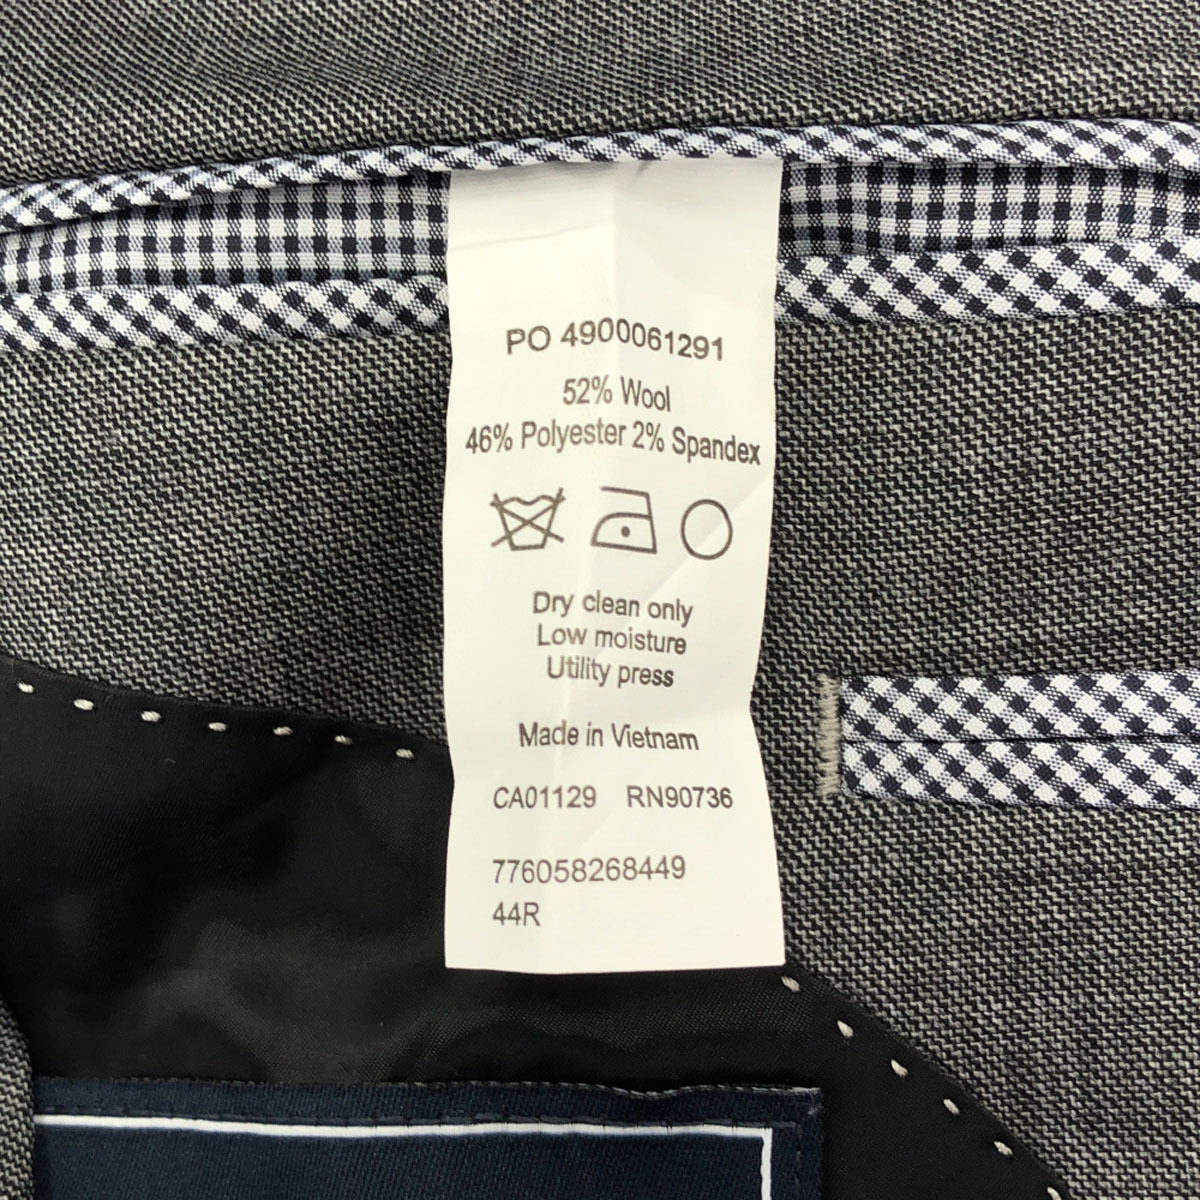 PO 4900061291
52% Wool
46% Polyester 2% Spandex
Dry clean only
Low moisture
Utility press
Made in Vietnam
CA01129 RN90736
776058268449
44R